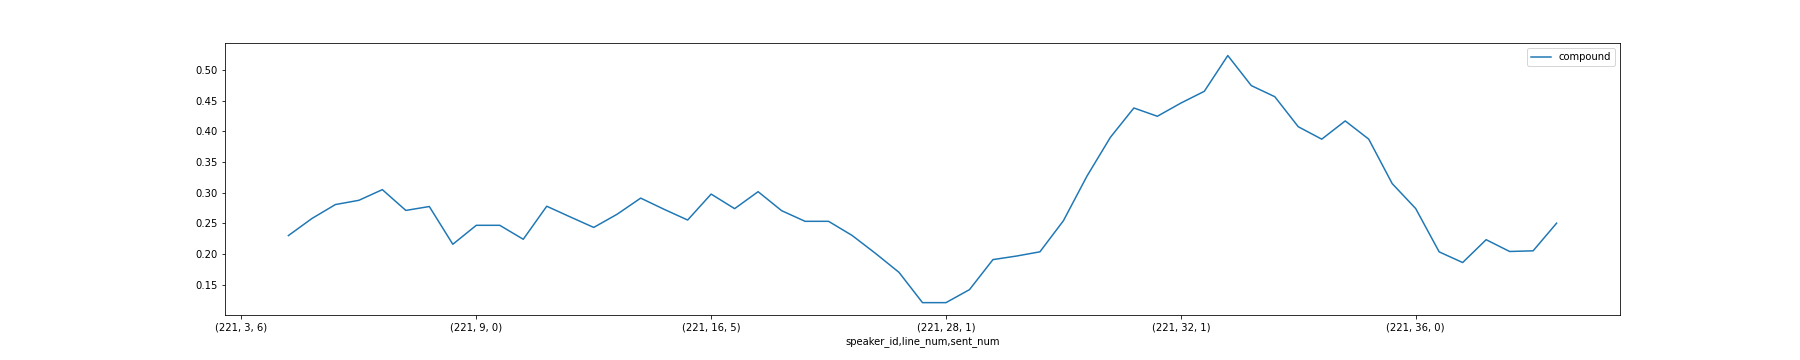 compound
0.50
0.45
0.40
0.35
0.30
0.25
0.20
0.15
(221, 3, 6) (221, 9, 0) (221, 16, 5) (221, 28, 1) (221, 32, 1) (221, 36, 0)
speaker_id,line_num,sent_num